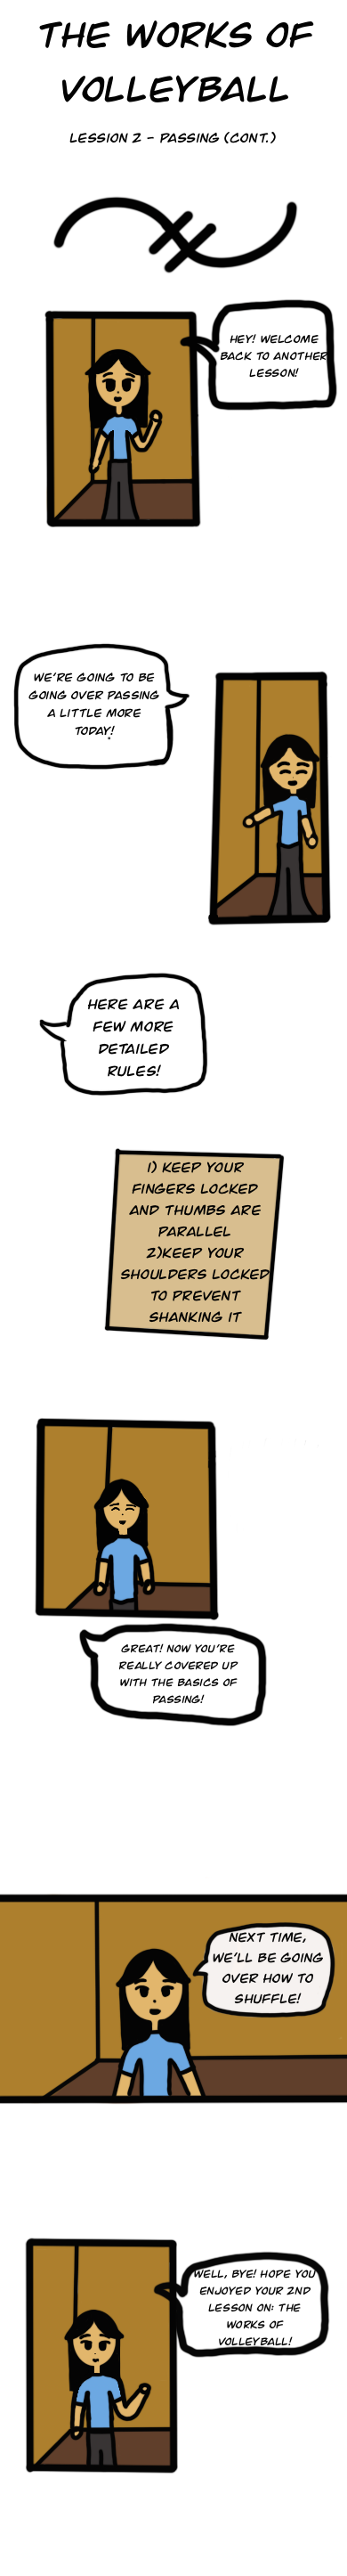 THE WORKS OF
VOLLEYBALL
LESSION 2 - PASSING (CONT.)
HEY! WELCOME
BACK TO ANOTHER
LESSON!
WE'RE GOING TO BE
GOING OVER PASSING
A LITTLE MORE
TODAY!
HERE ARE A
FEW MORE
DETAILED
RULES!
1) KEEP YOUR
FINGERS LOCKED
AND THUMBS ARE
PARALLEL
2)KEEP YOUR
SHOULDERS LOCKED
TO PREVENT
SHANKING IT
GREAT! NOW YOU'RE
REALLY COVERED UP
WITH THE BASICS OF
PASSING!
NEXT TIME,
WE'LL BE GOING
OVER HOW TO
SHUFFLE!
WELL, BYE! HOPE YOU
ENJOYED YOUR 2ND
LESSON ON: THE
WORKS OF
VOLLEYBALL!